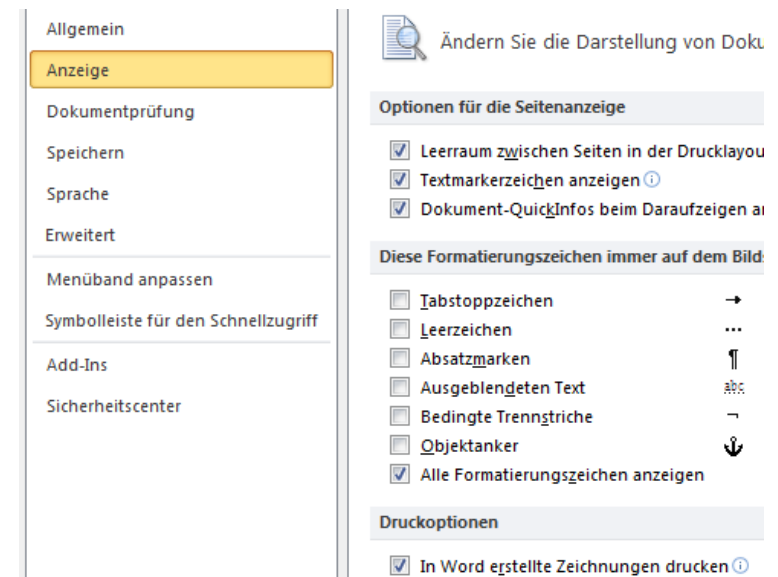 Allgemein
Anzeige
Dokumentprüfung
Speichern
Sprache
Erweitert
Menüband anpassen
Symbolleiste für den Schnellzugriff
Add-Ins
Sicherheitscenter
Ändern Sie die Darstellung von Doku
Optionen für die Seitenanzeige
Leerraum zwischen Seiten in der Drucklayou
Textmarkerzeichen anzeigen
Dokument-QuickInfos beim Daraufzeigen a
Diese Formatierungszeichen immer auf dem Bild
Tabstoppzeichen →
Leerzeichen ···
Absatzmarken ¶
Ausgeblendeten Text abc
Bedingte Trennstriche ¬
Objektanker
Alle Formatierungszeichen anzeigen
Druckoptionen
In Word erstellte Zeichnungen drucken